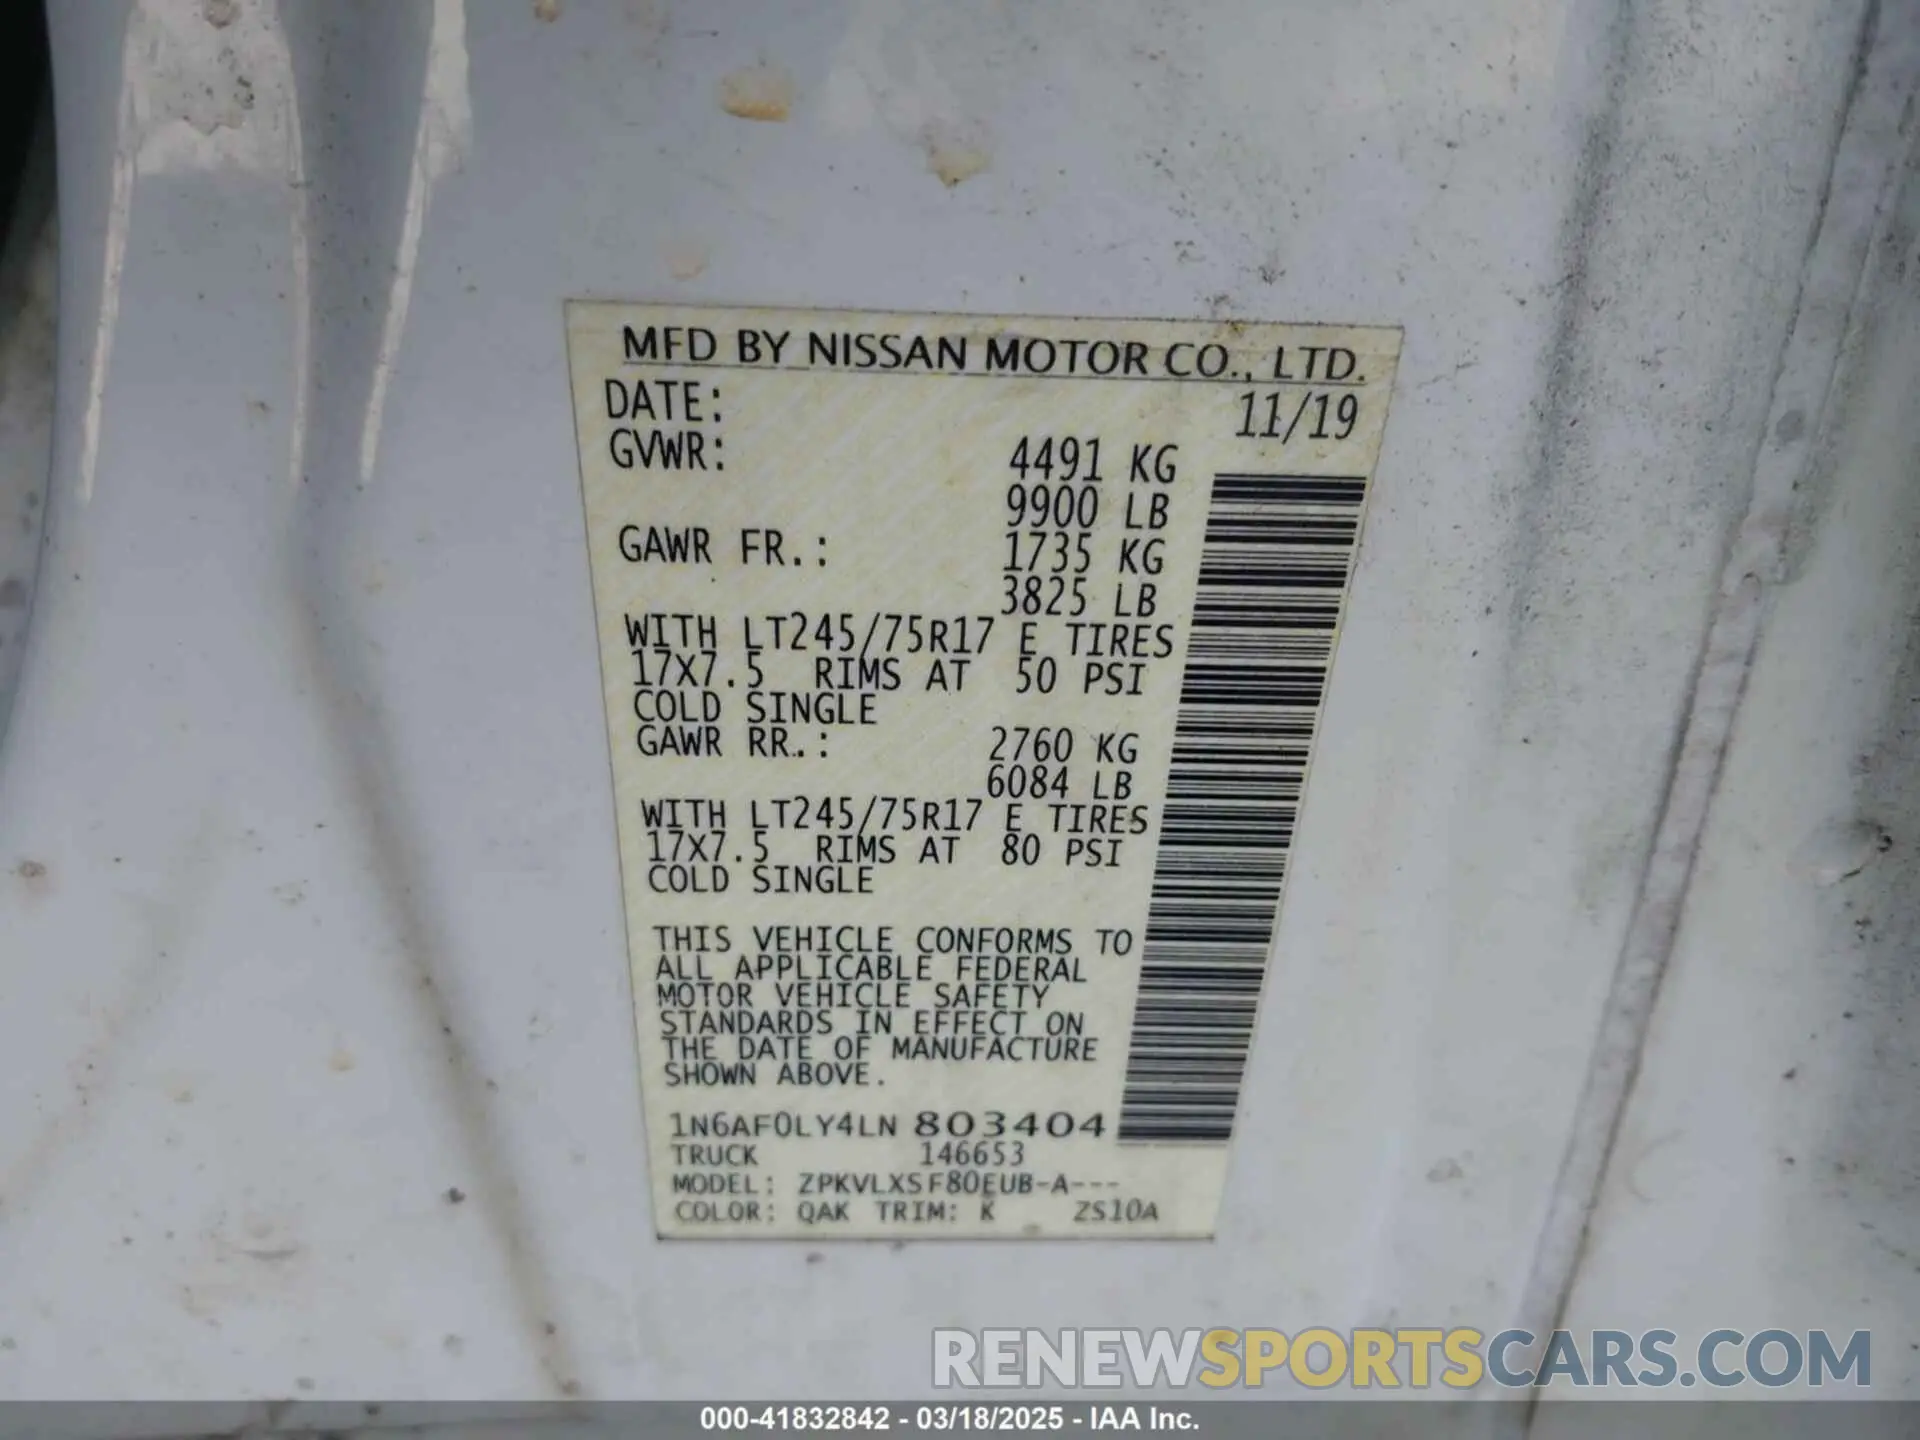 MFD BY NISSAN MOTOR CO., LTD.
DATE: 11/19
GVWR: 4491 KG
9900 LB
GAWR FR.: 1735 KG
3825 LB
WITH LT245/75R17 E TIRES
17X7.5 RIMS AT 50 PSI
COLD SINGLE
GAWR RR.: 2760 KG
6084 LB
WITH LT245/75R17 E TIRES
17X7.5 RIMS AT 80 PSI
COLD SINGLE
THIS VEHICLE CONFORMS TO
ALL APPLICABLE FEDERAL
MOTOR VEHICLE SAFETY
STANDARDS IN EFFECT ON
THE DATE OF MANUFACTURE
SHOWN ABOVE.
1N6AF0LY4LN 803404
TRUCK 146653
MODEL: ZPKVLXSF80EUB-A---
COLOR: QAK TRIM: K ZS10A
RENEWSPORTSCARS.COM
000-41832842 - 03/18/2025 - IAA Inc.